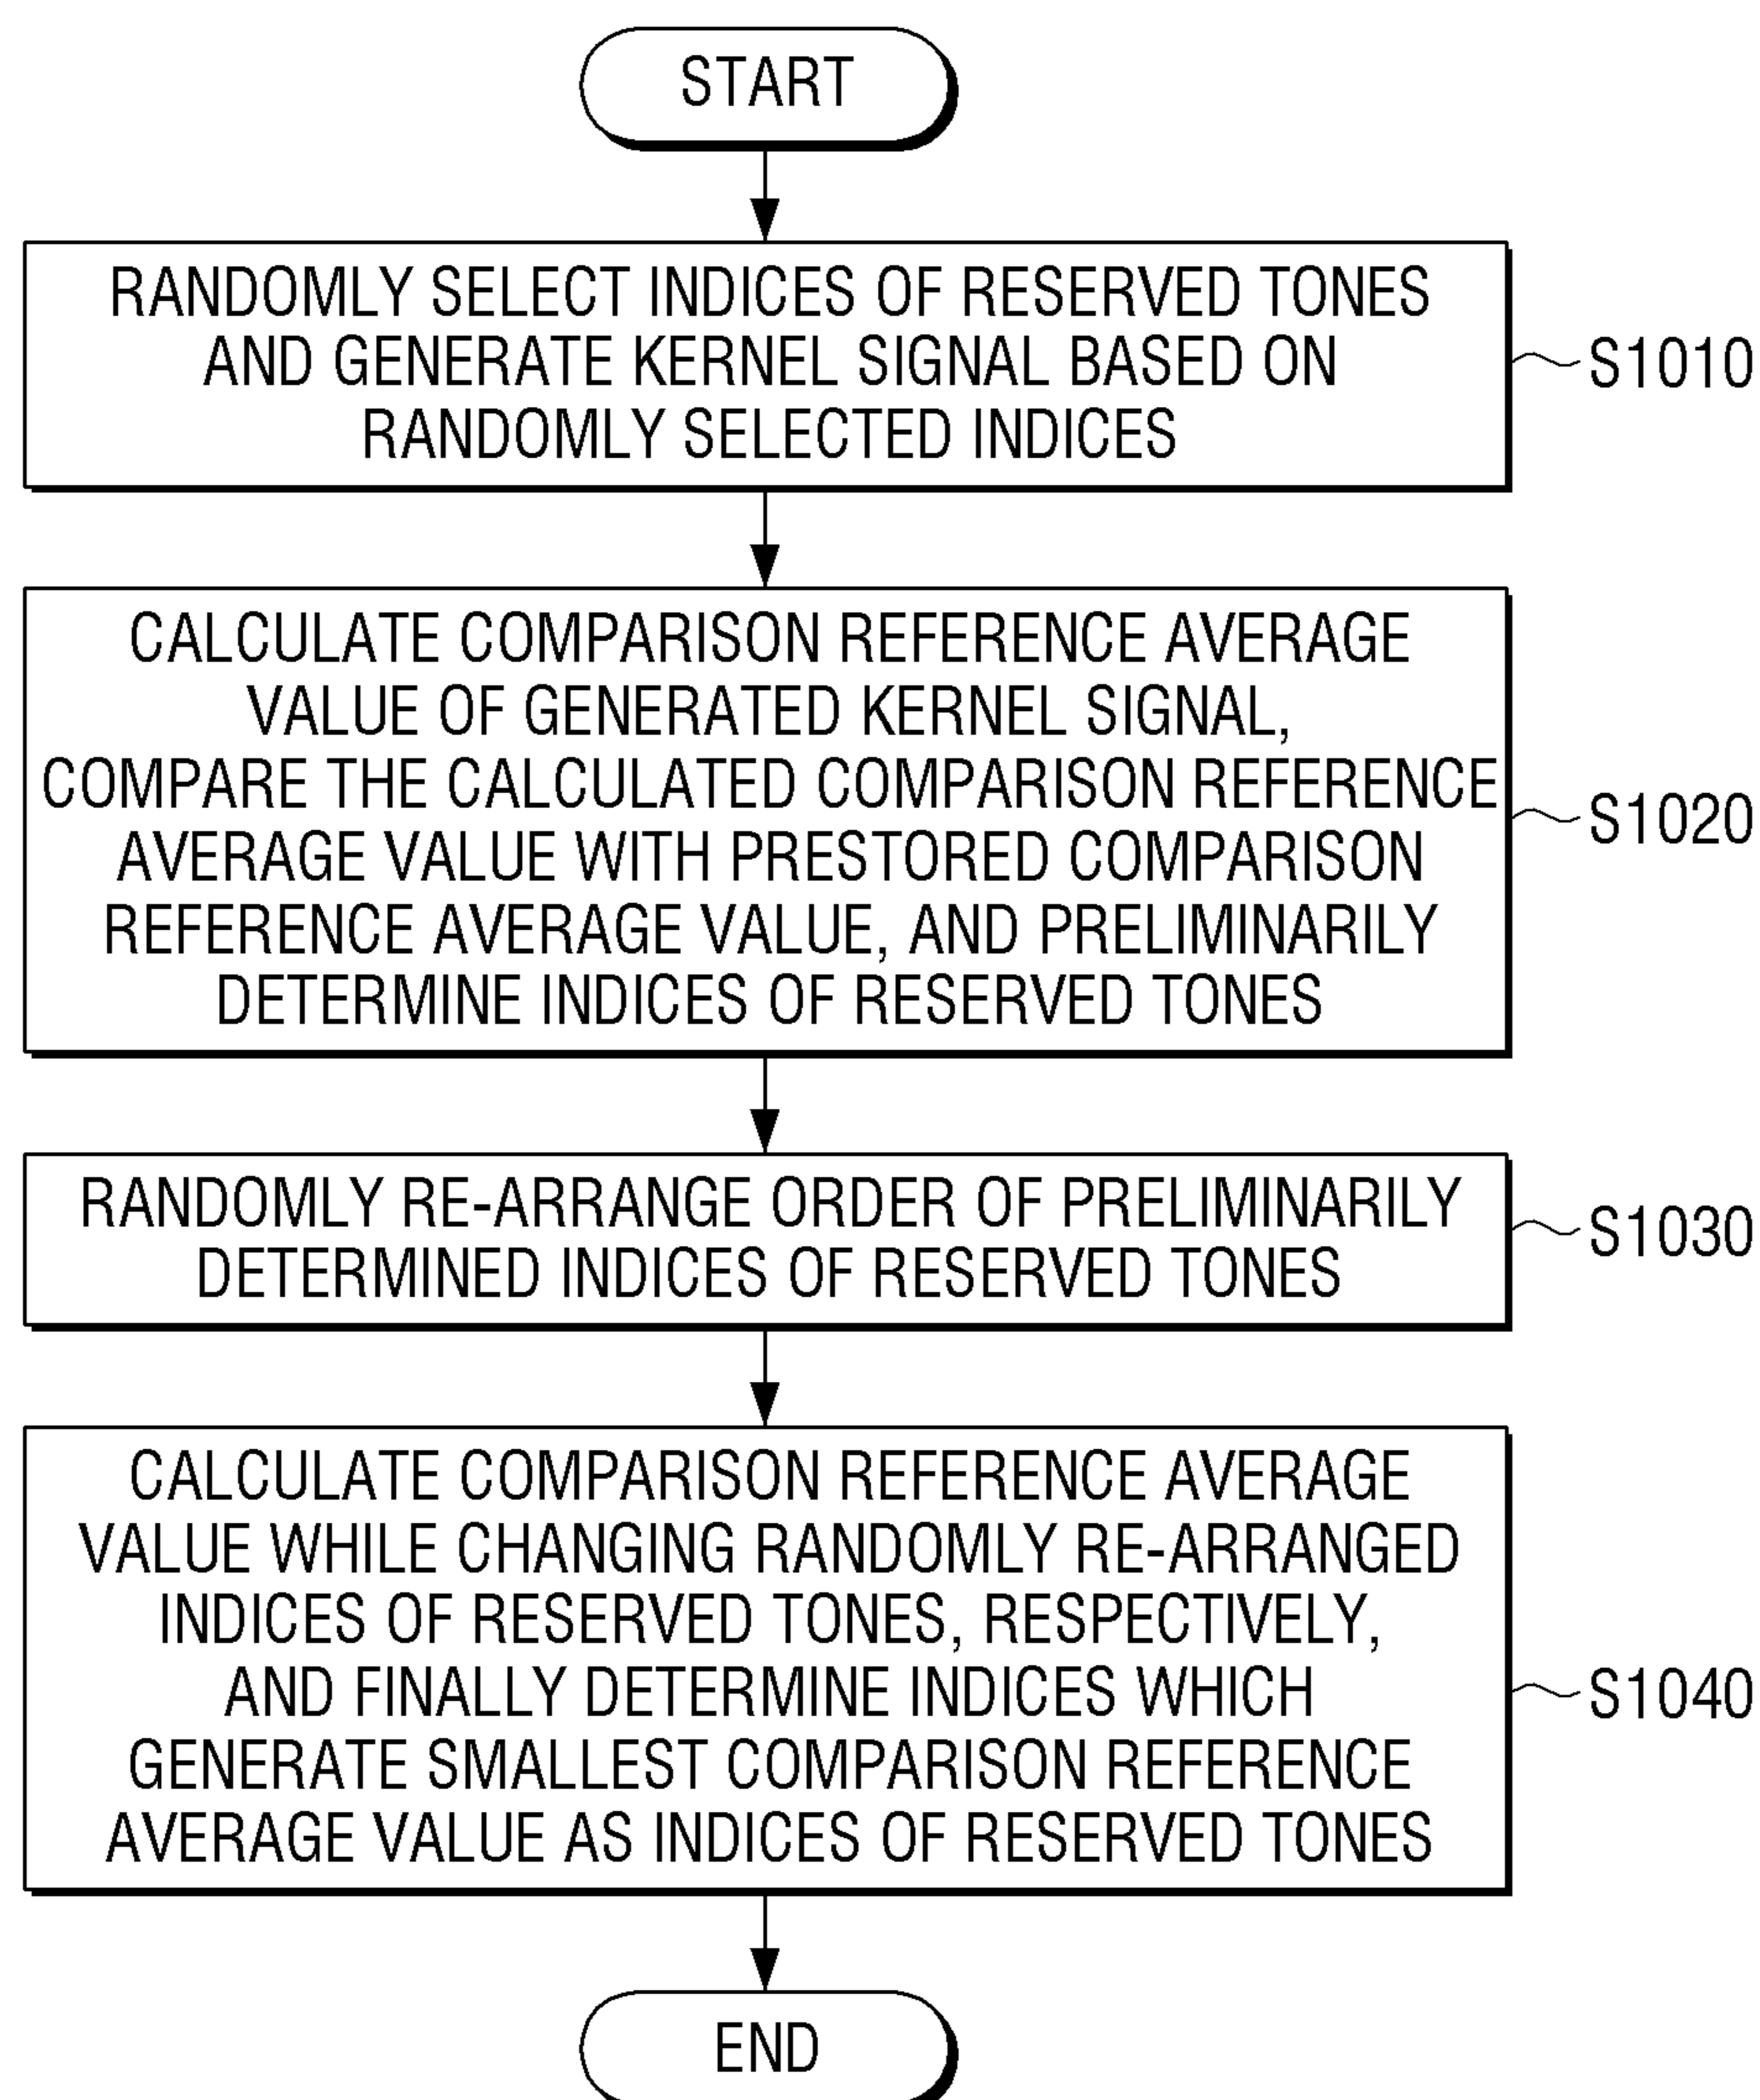 START
RANDOMLY SELECT INDICES OF RESERVED TONES
AND GENERATE KERNEL SIGNAL BASED ON
RANDOMLY SELECTED INDICES
S1010
CALCULATE COMPARISON REFERENCE AVERAGE
VALUE OF GENERATED KERNEL SIGNAL,
COMPARE THE CALCULATED COMPARISON REFERENCE
AVERAGE VALUE WITH PRESTORED COMPARISON
REFERENCE AVERAGE VALUE, AND PRELIMINARILY
DETERMINE INDICES OF RESERVED TONES
S1020
RANDOMLY RE-ARRANGE ORDER OF PRELIMINARILY
DETERMINED INDICES OF RESERVED TONES
S1030
CALCULATE COMPARISON REFERENCE AVERAGE
VALUE WHILE CHANGING RANDOMLY RE-ARRANGED
INDICES OF RESERVED TONES, RESPECTIVELY,
AND FINALLY DETERMINE INDICES WHICH
GENERATE SMALLEST COMPARISON REFERENCE
AVERAGE VALUE AS INDICES OF RESERVED TONES
S1040
END